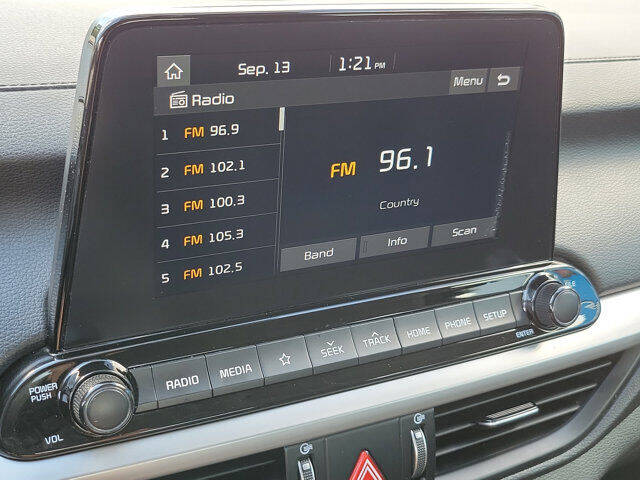 Sep. 13 1:21 PM
Radio Menu
1 FM 96.9
2 FM 102.1
3 FM 100.3
4 FM 105.3
5 FM 102.5
FM 96.1
Country
Band Info Scan
POWER PUSH
VOL
RADIO MEDIA SEEK TRACK HOME PHONE SETUP
FILE
ENTER